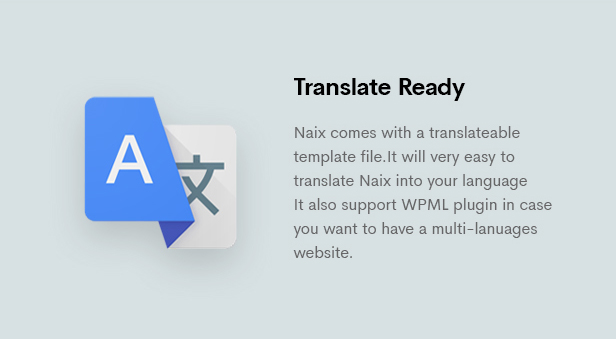 Translate Ready
A
文
Naix comes with a translateable
template file.It will very easy to
translate Naix into your language
It also support WPML plugin in case
you want to have a multi-lanuages
website.